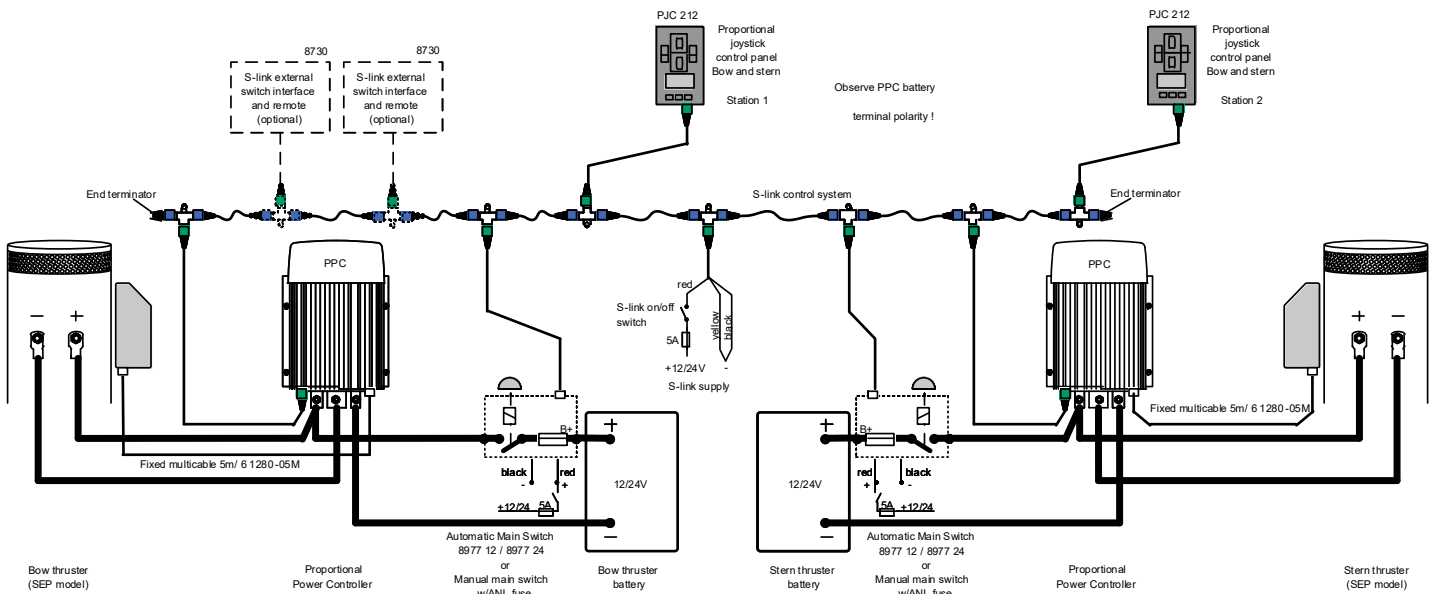 PJC 212
Proportional
joystick
control panel
Bow and stern
Station 1
PJC 212
Proportional
joystick
control panel
Bow and stern
Station 2
8730
S-link external
switch interface
and remote
(optional)
8730
S-link external
switch interface
and remote
(optional)
Observe PPC battery
terminal polarity !
End terminator
S-link control system
End terminator
PPC
PPC
red
S-link on/off
switch
yellow
black
5A
+12/24V
-
S-link supply
− +
+ −
Fixed multicable 5m/ 6 1280-05M
Fixed multicable 5m/ 6 1280-05M
B+
black
-
red
+
+12/24
5A
+
12/24V
−
+
12/24V
−
B+
red
+
black
-
5A
+12/24
Automatic Main Switch
8977 12 / 8977 24
or
Manual main switch
w/ANL fuse
Automatic Main Switch
8977 12 / 8977 24
or
Manual main switch
w/ANL fuse
Bow thruster
(SEP model)
Proportional
Power Controller
Bow thruster
battery
Stern thruster
battery
Proportional
Power Controller
Stern thruster
(SEP model)